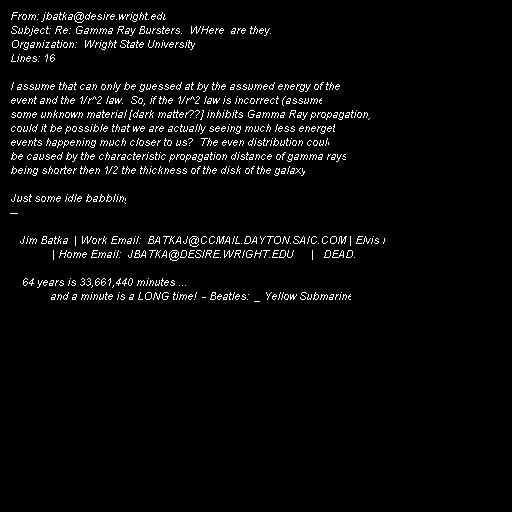 From: jbatka@desire.wright.edu
Subject: Re: Gamma Ray Bursters.  WHere  are they.
Organization:  Wright State University
Lines: 16
I assume that can only be guessed at by the assumed energy of the
event and the 1/r^2 law.  So, if the 1/r^2 law is incorrect (assume
some unknown material [dark matter??] inhibits Gamma Ray propagation),
could it be possible that we are actually seeing much less energet
events happening much closer to us?  The even distribution could
be caused by the characteristic propagation distance of gamma rays
being shorter then 1/2 the thickness of the disk of the galaxy
Just some idle babbling
--
Jim Batka  | Work Email:  BATKAJ@CCMAIL.DAYTON.SAIC.COM | Elvis
| Home Email:  JBATKA@DESIRE.WRIGHT.EDU      |   DEAD.
64 years is 33,661,440 minutes ...
and a minute is a LONG time!  - Beatles:  _ Yellow Submarine